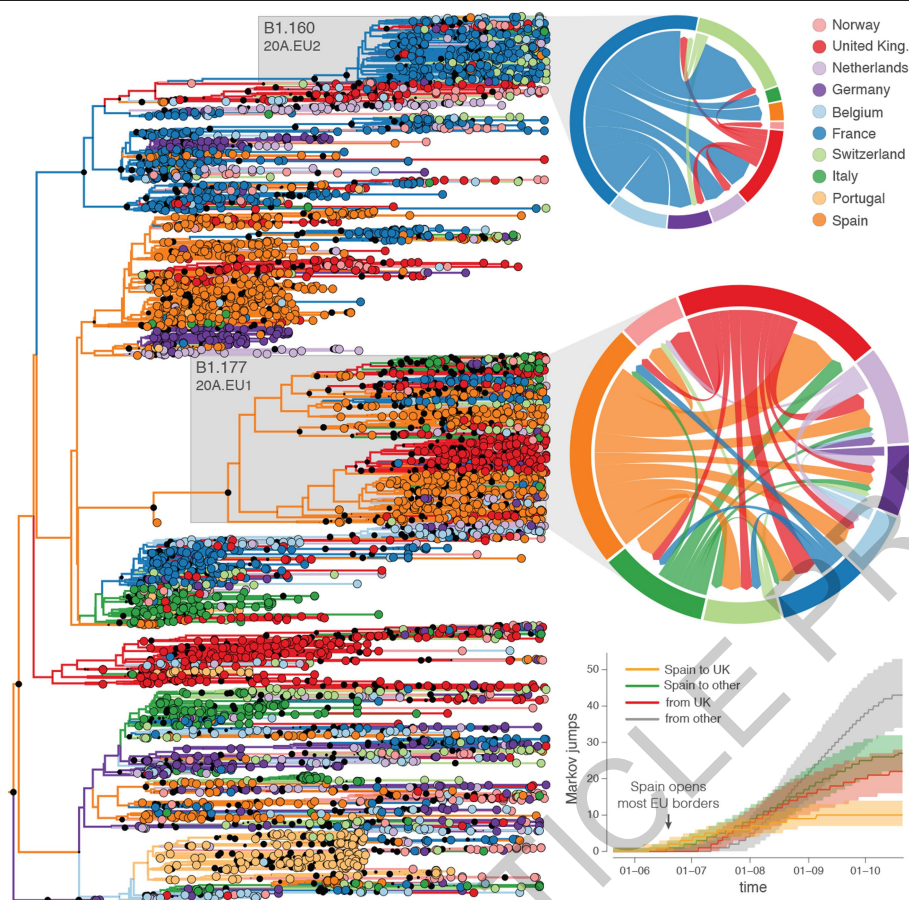 B1.160
20A.EU2
Norway
United King.
Netherlands
Germany
Belgium
France
Switzerland
Italy
Portugal
Spain
B1.177
20A.EU1
Markov jumps
50
40
30
20
10
0
Spain to UK
Spain to other
from UK
from other
Spain opens
most EU borders
01–06
01–07
01–08
01–09
01–10
time
TICLE PR